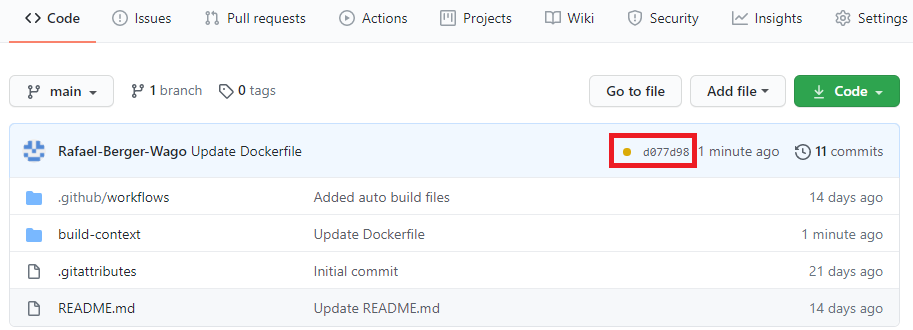 Code Issues Pull requests Actions Projects Wiki Security Insights Settings
main 1 branch 0 tags Go to file Add file Code
Rafael-Berger-Wago Update Dockerfile d077d98 1 minute ago 11 commits
.github/workflows Added auto build files 14 days ago
build-context Update Dockerfile 1 minute ago
.gitattributes Initial commit 21 days ago
README.md Update README.md 14 days ago